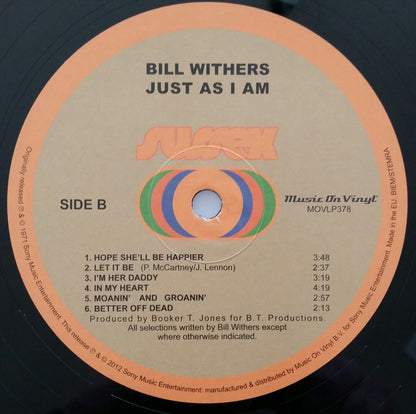 BILL WITHERS
JUST AS I AM
SUSSEX
SIDE B
Music On Vinyl
MOVLP378
1. HOPE SHE'LL BE HAPPIER 3:48
2. LET IT BE (P. McCartney/J. Lennon) 2:37
3. I'M HER DADDY 3:19
4. IN MY HEART 4:19
5. MOANIN' AND GROANIN' 2:57
6. BETTER OFF DEAD 2:13
Produced by Booker T. Jones for B.T. Productions.
All selections written by Bill Withers except
where otherwise indicated.
Originally released ℗ & © 1971 Sony Music Entertainment. This release ℗ & © 2012 Sony Music Entertainment: manufactured & distributed by Music On Vinyl B.V. for Sony Music Entertainment. Made in the EU. BIEM/STEMRA